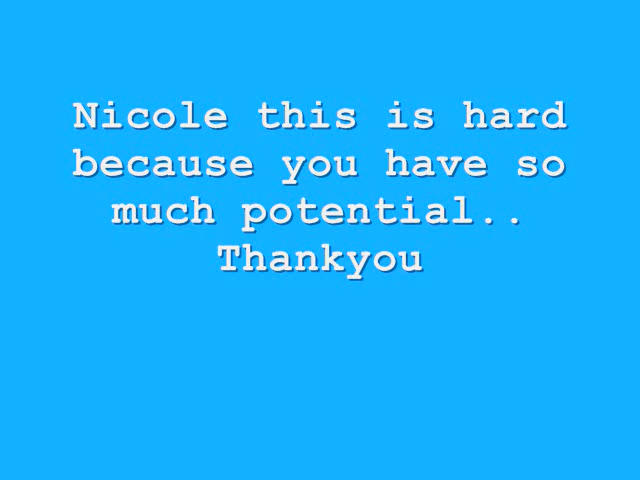 Nicole this is hard
because you have so
much potential..
Thankyou